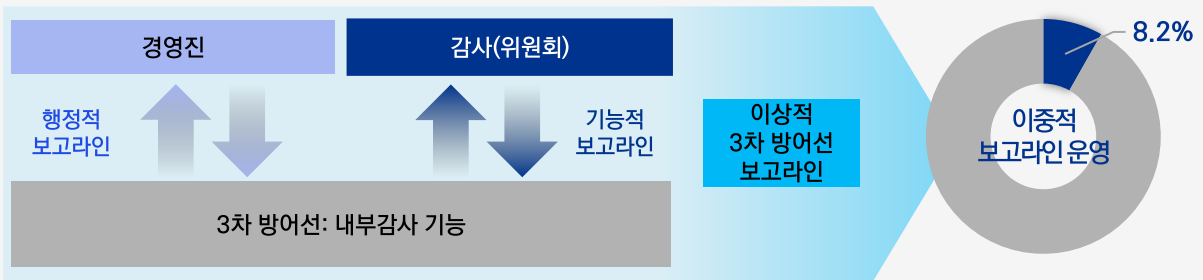 경영진
감사(위원회)
행정적
보고라인
기능적
보고라인
3차 방어선: 내부감사 기능
이상적
3차 방어선
보고라인
8.2%
이중적
보고라인 운영